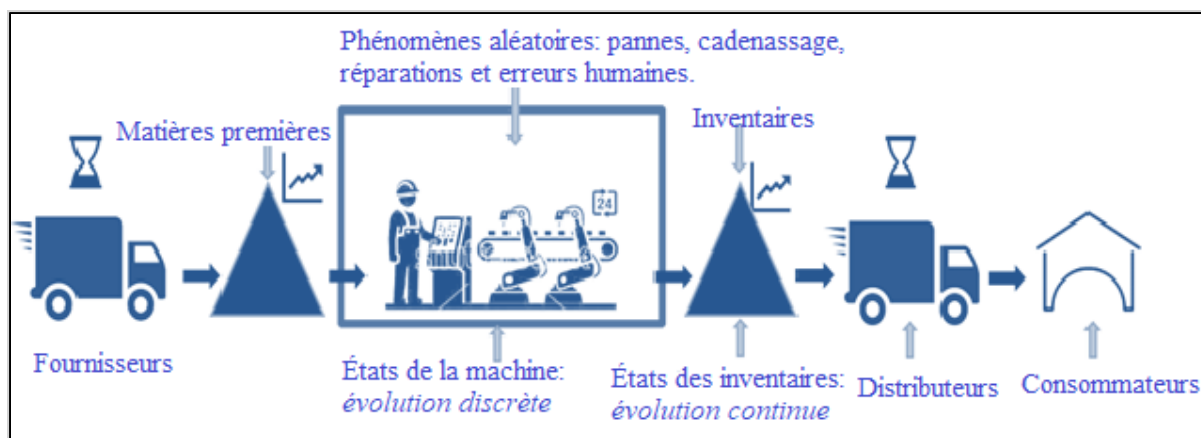 Phénomènes aléatoires: pannes, cadenassage,
réparations et erreurs humaines.
Matières premières
Inventaires
24
Fournisseurs
États de la machine:
évolution discrète
États des inventaires:
évolution continue
Distributeurs
Consommateurs